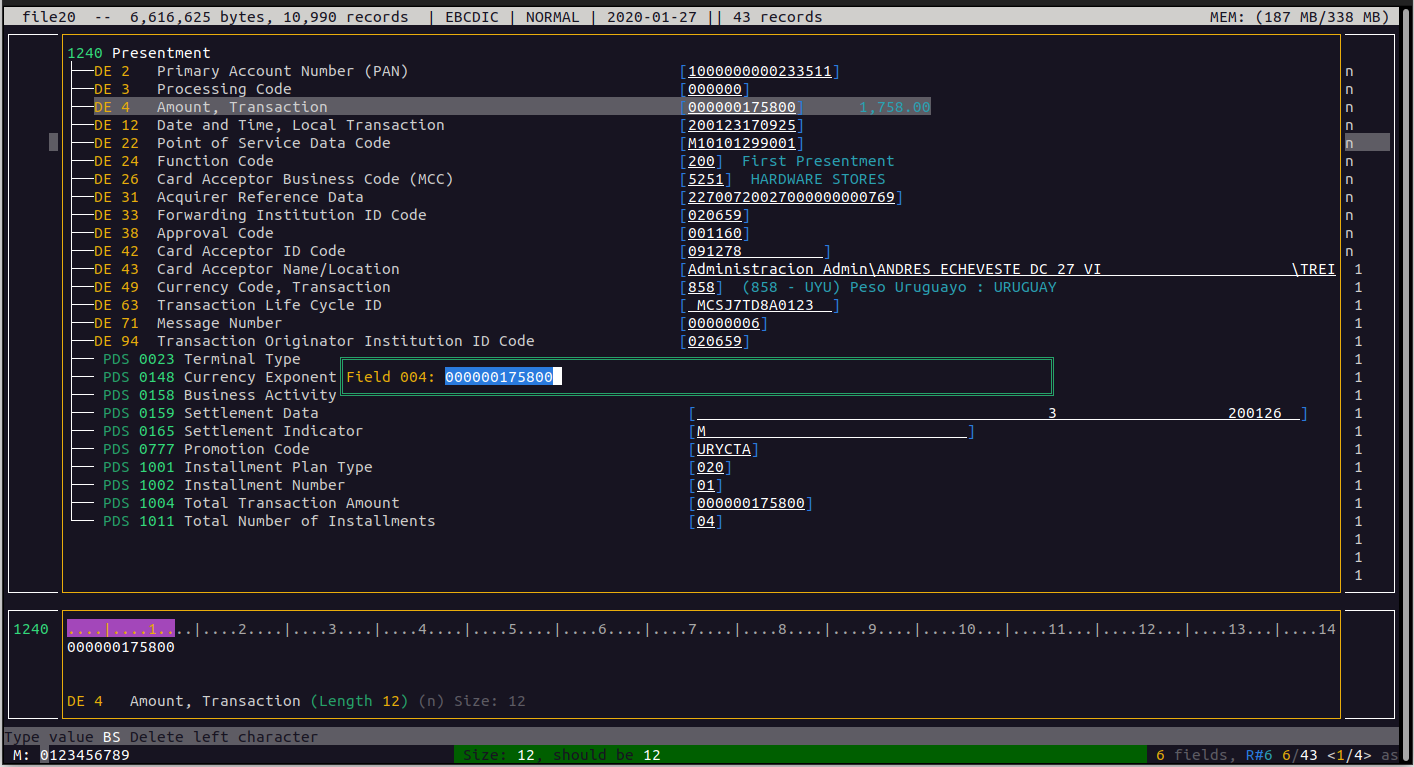 file20  --  6,616,625 bytes, 10,990 records  | EBCDIC | NORMAL | 2020-01-27 || 43 records MEM: (187 MB/338 MB)
1240 Presentment
DE 2 Primary Account Number (PAN) [1000000000233511] n
DE 3 Processing Code [000000] n
DE 4 Amount, Transaction [000000175800] 1,758.00 n
DE 12 Date and Time, Local Transaction [200123170925] n
DE 22 Point of Service Data Code [M10101299001] n
DE 24 Function Code [200] First Presentment n
DE 26 Card Acceptor Business Code (MCC) [5251] HARDWARE STORES n
DE 31 Acquirer Reference Data [22700720027000000000769] n
DE 33 Forwarding Institution ID Code [020659] n
DE 38 Approval Code [001160] n
DE 42 Card Acceptor ID Code [091278         ] n
DE 43 Card Acceptor Name/Location [Administracion Admin\ANDRES ECHEVESTE DC 27 VI                     \TREI 1
DE 49 Currency Code, Transaction [858] (858 - UYU) Peso Uruguayo : URUGUAY 1
DE 63 Transaction Life Cycle ID [ MCSJ7TD8A0123  ] 1
DE 71 Message Number [00000006] 1
DE 94 Transaction Originator Institution ID Code [020659] 1
PDS 0023 Terminal Type 1
PDS 0148 Currency Exponent Field 004: 000000175800 1
PDS 0158 Business Activity 1
PDS 0159 Settlement Data [                                       3                   200126  ] 1
PDS 0165 Settlement Indicator [M                             ] 1
PDS 0777 Promotion Code [URYCTA] 1
PDS 1001 Installment Plan Type [020] 1
PDS 1002 Installment Number [01] 1
PDS 1004 Total Transaction Amount [000000175800] 1
PDS 1011 Total Number of Installments [04] 1
1
1
1
1240 ....|....1....|....2....|....3....|....4....|....5....|....6....|....7....|....8....|....9....|....10...|....11...|....12...|....13...|....14
000000175800
DE 4 Amount, Transaction (Length 12) (n) Size: 12
Type value BS Delete left character
M: 0123456789 Size: 12, should be 12 6 fields, R#6 6/43 <1/4> as